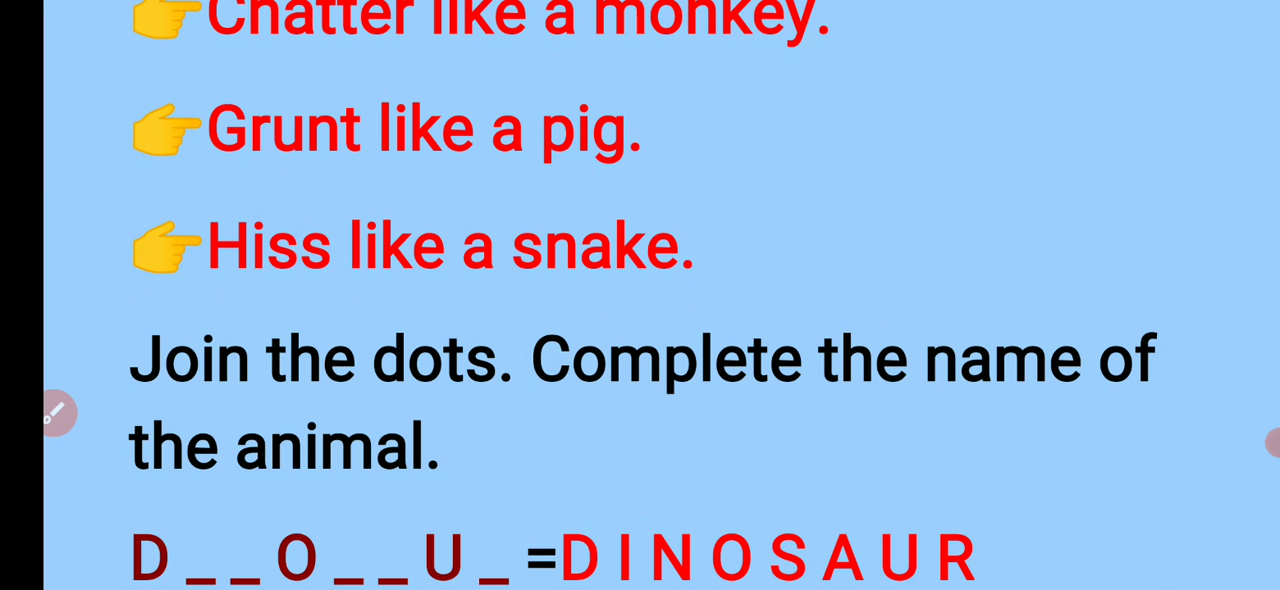 👉Chatter like a monkey.
👉Grunt like a pig.
👉Hiss like a snake.
Join the dots. Complete the name of
the animal.
D _ _ O _ _ U _ =D I N O S A U R